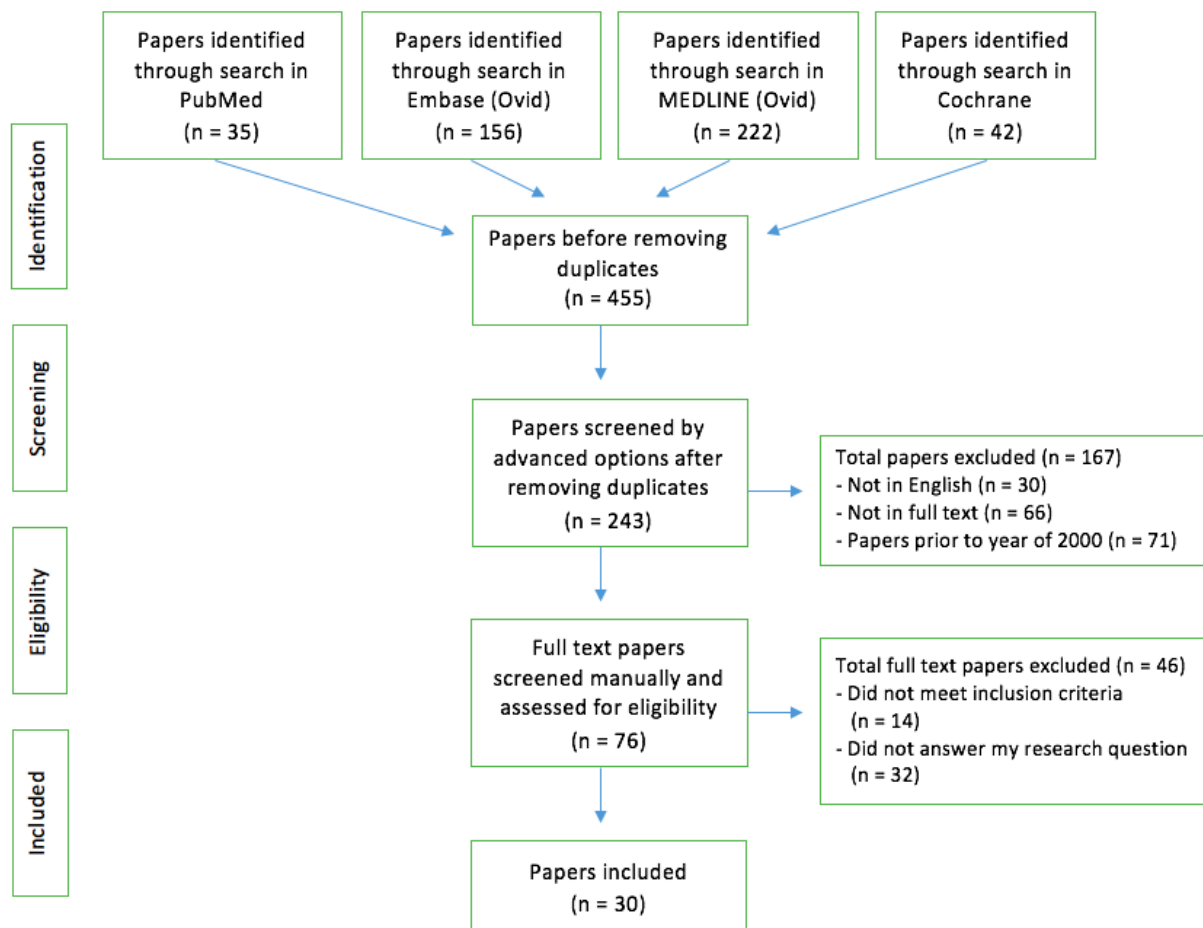 Papers identified
through search in
PubMed
(n = 35)
Papers identified
through search in
Embase (Ovid)
(n = 156)
Papers identified
through search in
MEDLINE (Ovid)
(n = 222)
Papers identified
through search in
Cochrane
(n = 42)
Identification
Papers before removing
duplicates
(n = 455)
Screening
Papers screened by
advanced options after
removing duplicates
(n = 243)
Total papers excluded (n = 167)
- Not in English (n = 30)
- Not in full text (n = 66)
- Papers prior to year of 2000 (n = 71)
Eligibility
Full text papers
screened manually and
assessed for eligibility
(n = 76)
Total full text papers excluded (n = 46)
- Did not meet inclusion criteria
(n = 14)
- Did not answer my research question
(n = 32)
Included
Papers included
(n = 30)